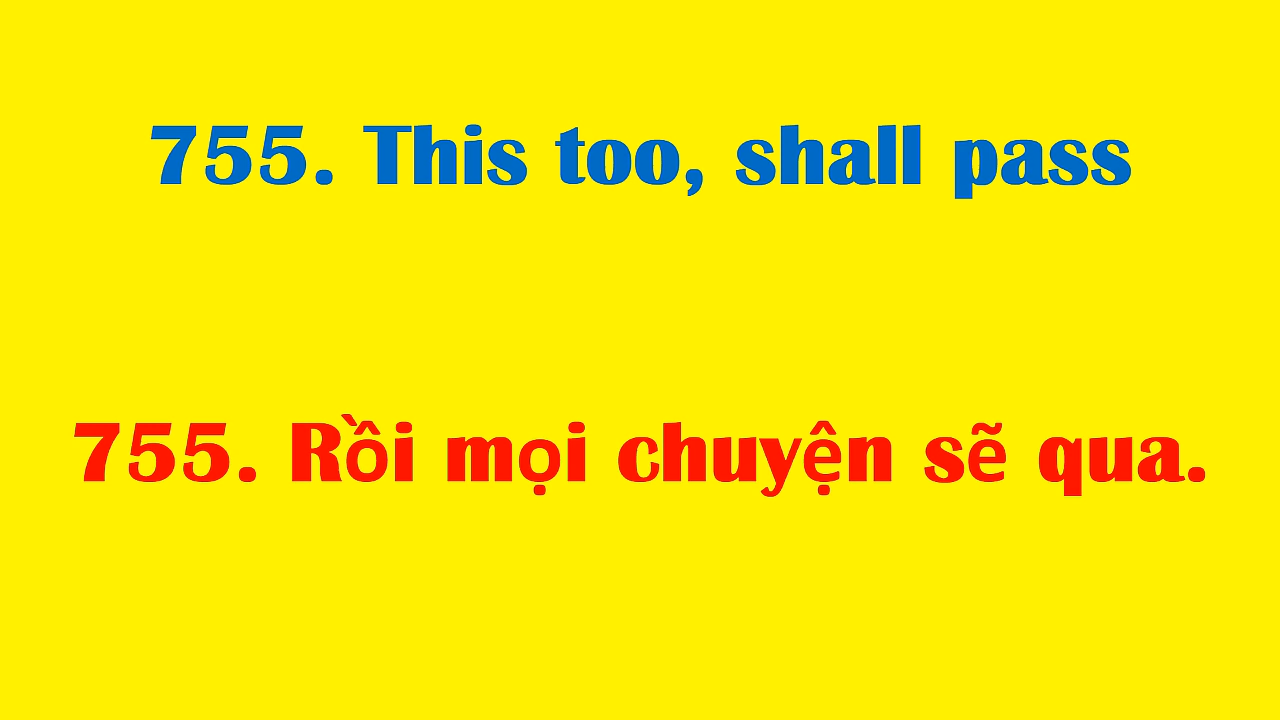 755. This too, shall pass
755. Rồi mọi chuyện sẽ qua.